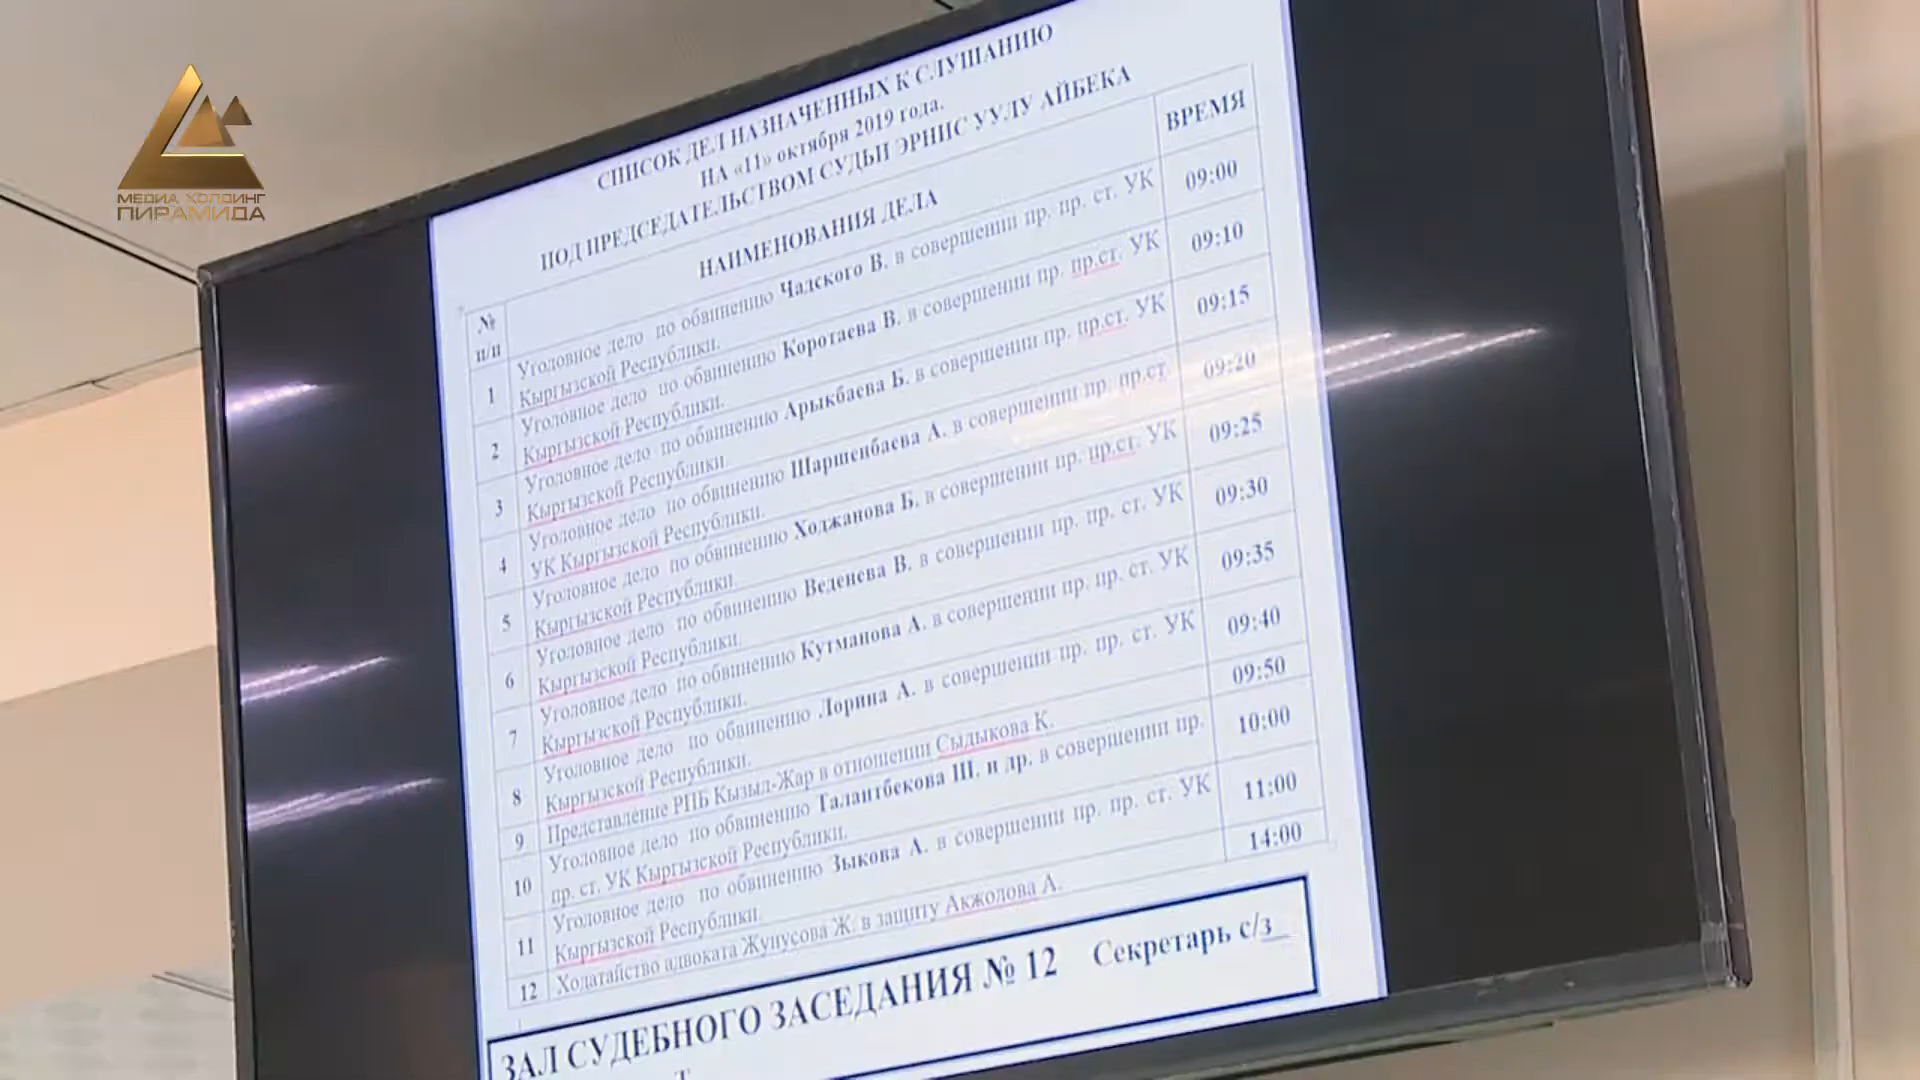 МЕДИА ХОЛДИНГ
ПИРАМИДА
СПИСОК ДЕЛ НАЗНАЧЕННЫХ К СЛУШАНИЮ
НА «11» октября 2019 года.
ПОД ПРЕДСЕДАТЕЛЬСТВОМ СУДЬИ ЭРНИС УУЛУ АЙБЕКА
№ п/п НАИМЕНОВАНИЯ ДЕЛА ВРЕМЯ
1 Уголовное дело по обвинению Чадского В. в совершении пр. пр. ст. УК 09:00
Кыргызской Республики.
2 Уголовное дело по обвинению Коротаева В. в совершении пр. пр.ст. УК 09:10
Кыргызской Республики.
3 Уголовное дело по обвинению Арыкбаева Б. в совершении пр. пр.ст. УК 09:15
Кыргызской Республики.
4 Уголовное дело по обвинению Шаршенбаева А. в совершении пр. пр.ст. 09:20
УК Кыргызской Республики.
5 Уголовное дело по обвинению Ходжанова Б. в совершении пр. пр.ст. УК 09:25
Кыргызской Республики.
6 Уголовное дело по обвинению Веденева В. в совершении пр. пр. ст. УК 09:30
Кыргызской Республики.
7 Уголовное дело по обвинению Кутманова А. в совершении пр. пр. ст. УК 09:35
Кыргызской Республики.
8 Уголовное дело по обвинению Лорина А. в совершении пр. пр. ст. УК 09:40
Кыргызской Республики.
9 Представление РПБ Кызыл-Жар в отношении Сыдыкова К. 09:50
10 Уголовное дело по обвинению Талантбекова Ш. и др. в совершении пр. 10:00
пр. ст. УК Кыргызской Республики.
11 Уголовное дело по обвинению Зыкова А. в совершении пр. пр. ст. УК 11:00
Кыргызской Республики.
12 Ходатайство адвоката Жунусова Ж. в защиту Акжолова А. 14:00
ЗАЛ СУДЕБНОГО ЗАСЕДАНИЯ № 12 Секретарь с/з